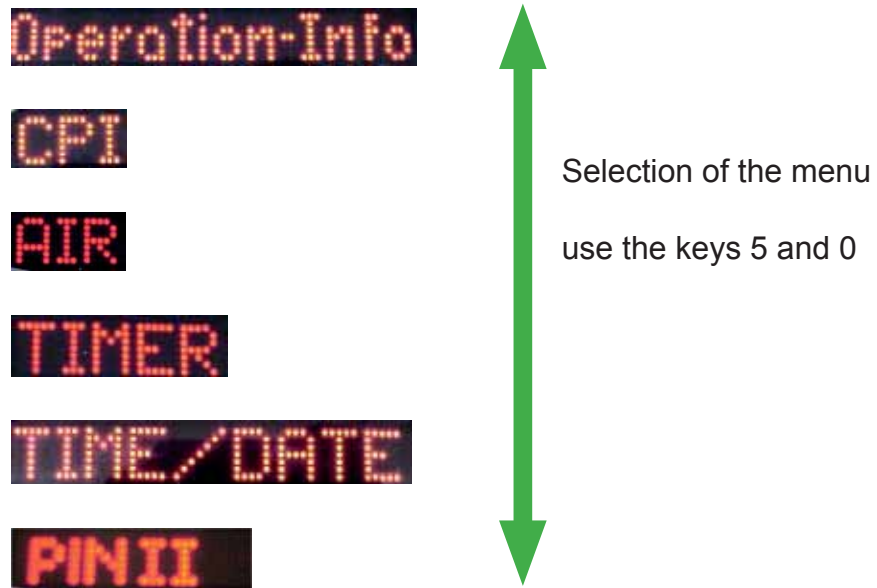 Operation-Info
CPI
Selection of the menu
AIR
use the keys 5 and 0
TIMER
TIME/DATE
PIN II